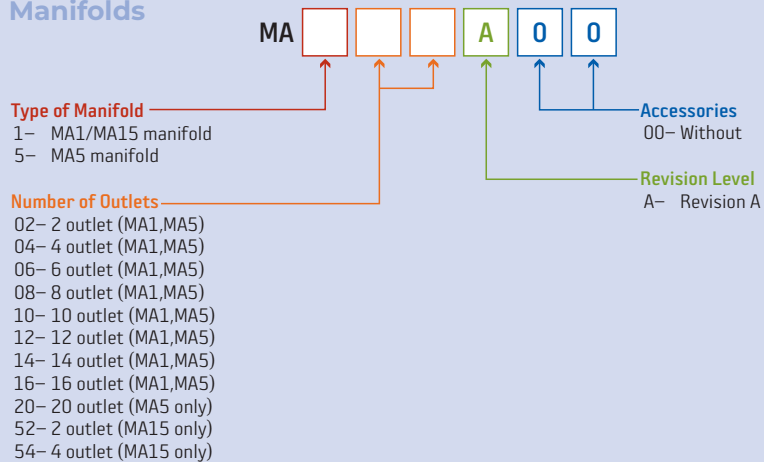 Manifolds
MA A 0 0
Type of Manifold
1– MA1/MA15 manifold
5– MA5 manifold
Number of Outlets
02– 2 outlet (MA1,MA5)
04– 4 outlet (MA1,MA5)
06– 6 outlet (MA1,MA5)
08– 8 outlet (MA1,MA5)
10– 10 outlet (MA1,MA5)
12– 12 outlet (MA1,MA5)
14– 14 outlet (MA1,MA5)
16– 16 outlet (MA1,MA5)
20– 20 outlet (MA5 only)
52– 2 outlet (MA15 only)
54– 4 outlet (MA15 only)
Accessories
00– Without
Revision Level
A– Revision A